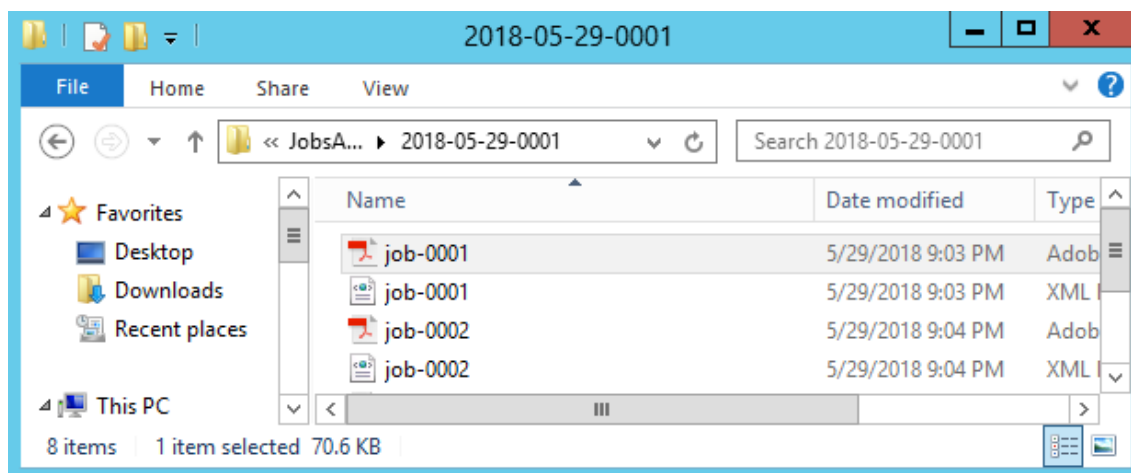 2018-05-29-0001
File Home Share View
« JobsA... 2018-05-29-0001 Search 2018-05-29-0001
Name Date modified Type
Favorites
Desktop
Downloads
Recent places
This PC
job-0001 5/29/2018 9:03 PM Adob
job-0001 5/29/2018 9:03 PM XML
job-0002 5/29/2018 9:04 PM Adob
job-0002 5/29/2018 9:04 PM XML
8 items 1 item selected 70.6 KB